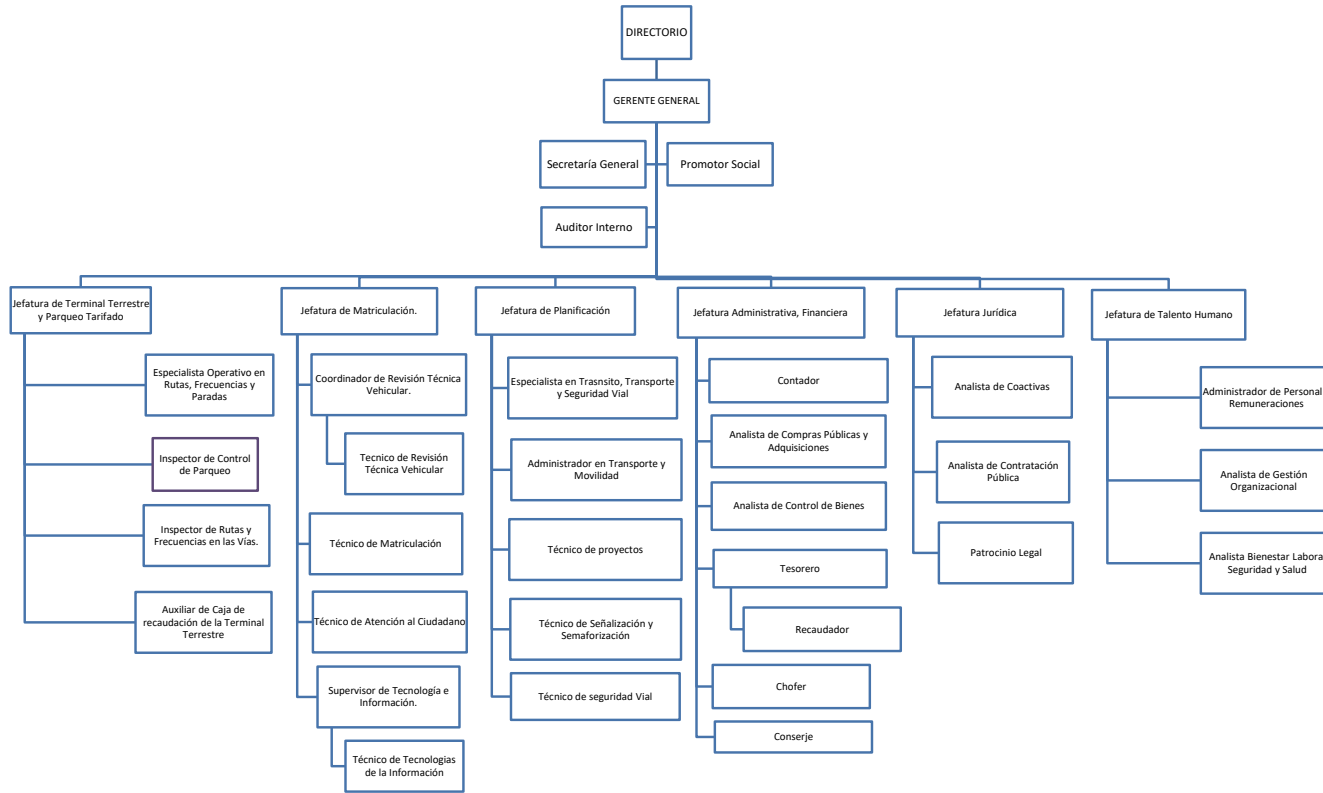 DIRECTORIO
GERENTE GENERAL
Secretaría General
Promotor Social
Auditor Interno
Jefatura de Terminal Terrestre
y Parqueo Tarifado
Especialista Operativo en
Rutas, Frecuencias y
Paradas
Inspector de Control
de Parqueo
Inspector de Rutas y
Frecuencias en las Vías.
Auxiliar de Caja de
recaudación de la Terminal
Terrestre
Jefatura de Matriculación.
Coordinador de Revisión Técnica
Vehicular.
Tecnico de Revisión
Técnica Vehicular
Técnico de Matriculación
Técnico de Atención al Ciudadano
Supervisor de Tecnología e
Información.
Técnico de Tecnologias
de la Información
Jefatura de Planificación
Especialista en Trasnsito, Transporte
y Seguridad Vial
Administrador en Transporte y
Movilidad
Técnico de proyectos
Técnico de Señalización y
Semaforización
Técnico de seguridad Vial
Jefatura Administrativa, Financiera
Contador
Analista de Compras Públicas y
Adquisiciones
Analista de Control de Bienes
Tesorero
Recaudador
Chofer
Conserje
Jefatura Jurídica
Analista de Coactivas
Analista de Contratación
Pública
Patrocinio Legal
Jefatura de Talento Humano
Administrador de Personal
Remuneraciones
Analista de Gestión
Organizacional
Analista Bienestar Labora
Seguridad y Salud